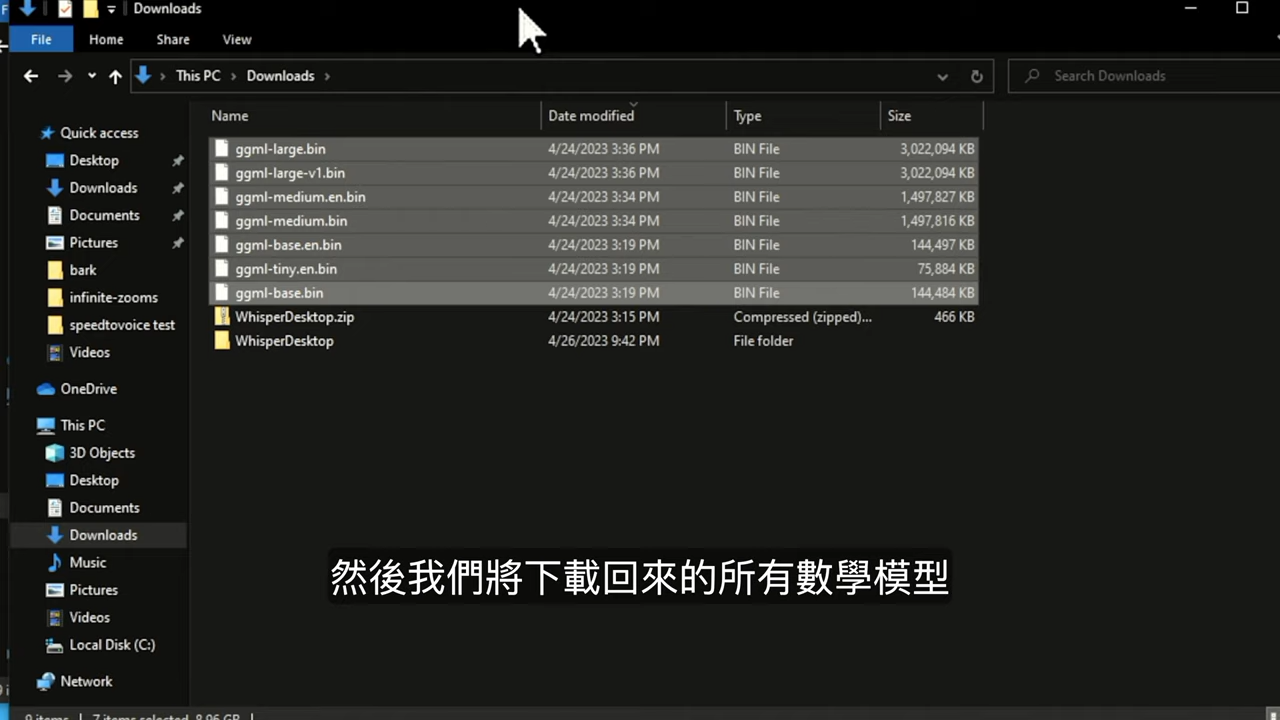 Downloads
File
Home
Share
View
This PC
Downloads
Search Downloads
Name
Date modified
Type
Size
Quick access
Desktop
Downloads
Documents
Pictures
bark
infinite-zooms
speedtovoice test
Videos
OneDrive
This PC
3D Objects
Desktop
Documents
Downloads
Music
Pictures
Videos
Local Disk (C:)
Network
ggml-large.bin 4/24/2023 3:36 PM BIN File 3,022,094 KB
ggml-large-v1.bin 4/24/2023 3:36 PM BIN File 3,022,094 KB
ggml-medium.en.bin 4/24/2023 3:34 PM BIN File 1,497,827 KB
ggml-medium.bin 4/24/2023 3:34 PM BIN File 1,497,816 KB
ggml-base.en.bin 4/24/2023 3:19 PM BIN File 144,497 KB
ggml-tiny.en.bin 4/24/2023 3:19 PM BIN File 75,884 KB
ggml-base.bin 4/24/2023 3:19 PM BIN File 144,484 KB
WhisperDesktop.zip 4/24/2023 3:15 PM Compressed (zipped)... 466 KB
WhisperDesktop 4/26/2023 9:42 PM File folder
然後我們將下載回來的所有數學模型
9 items 7 items selected 8.96 GB